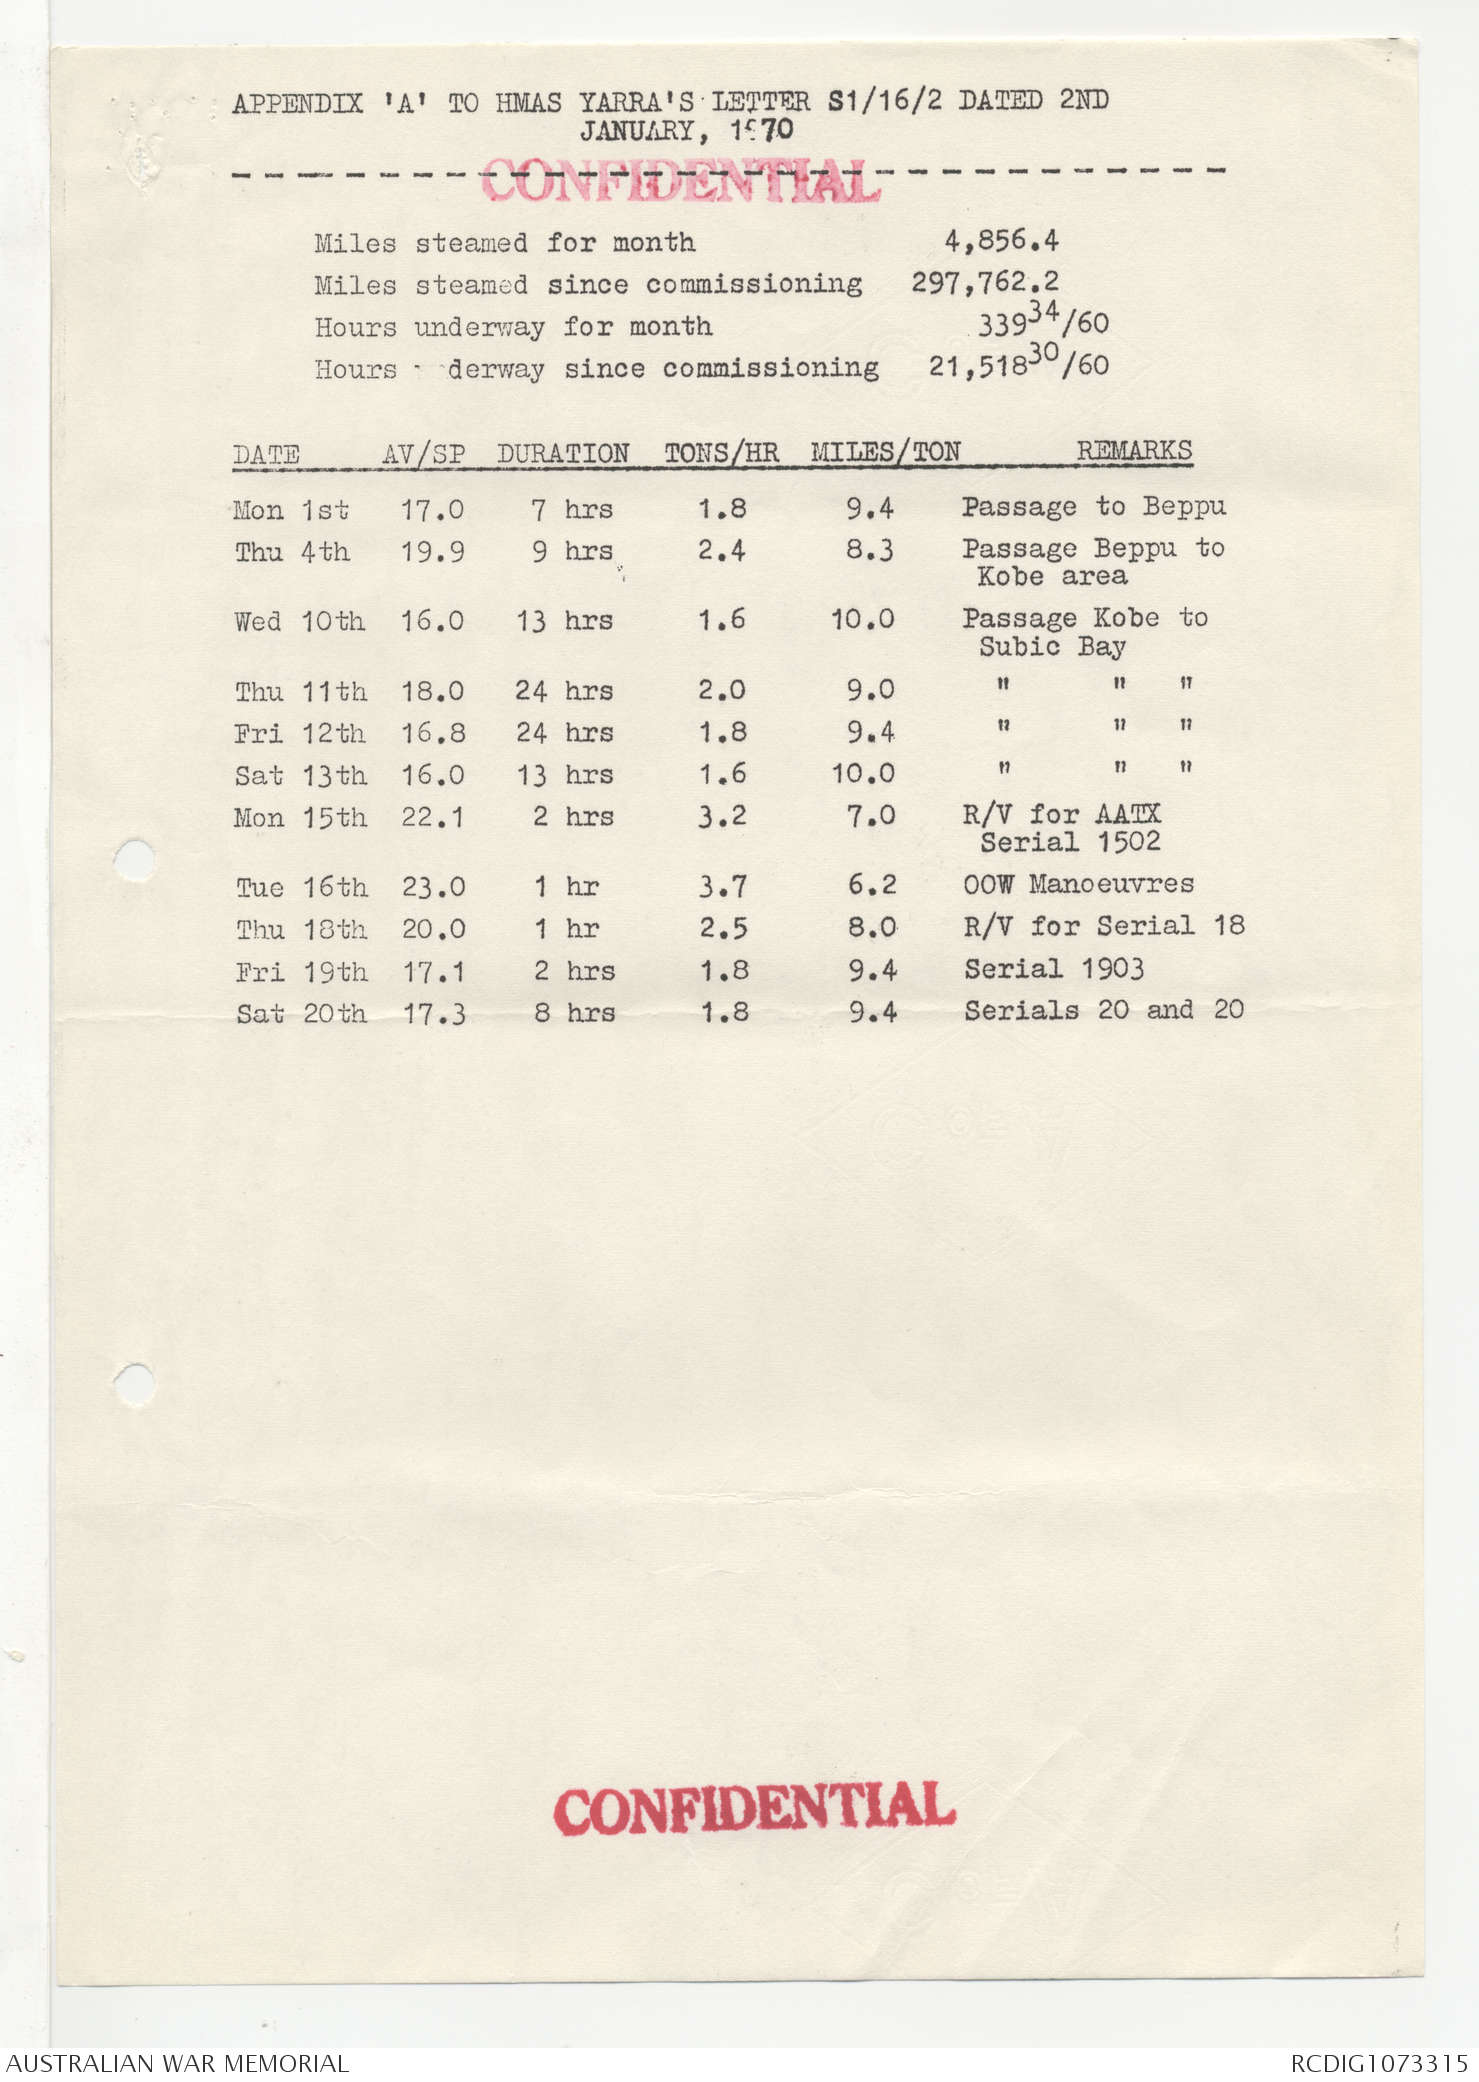 APPENDIX 'A' TO HMAS YARRA'S LETTER S1/16/2 DATED 2ND
JANUARY, 1970
CONFIDENTIAL
Miles steamed for month 4,856.4
Miles steamed since commissioning 297,762.2
Hours underway for month 339 34/60
Hours derway since commissioning 21,518 30/60
DATE AV/SP DURATION TONS/HR MILES/TON REMARKS
Mon 1st 17.0 7 hrs 1.8 9.4 Passage to Beppu
Thu 4th 19.9 9 hrs 2.4 8.3 Passage Beppu to
Kobe area
Wed 10th 16.0 13 hrs 1.6 10.0 Passage Kobe to
Subic Bay
Thu 11th 18.0 24 hrs 2.0 9.0 " " "
Fri 12th 16.8 24 hrs 1.8 9.4 " " "
Sat 13th 16.0 13 hrs 1.6 10.0 " " "
Mon 15th 22.1 2 hrs 3.2 7.0 R/V for AATX
Serial 1502
Tue 16th 23.0 1 hr 3.7 6.2 OOW Manoeuvres
Thu 18th 20.0 1 hr 2.5 8.0 R/V for Serial 18
Fri 19th 17.1 2 hrs 1.8 9.4 Serial 1903
Sat 20th 17.3 8 hrs 1.8 9.4 Serials 20 and 20
CONFIDENTIAL
AUSTRALIAN WAR MEMORIAL RCDIG1073315